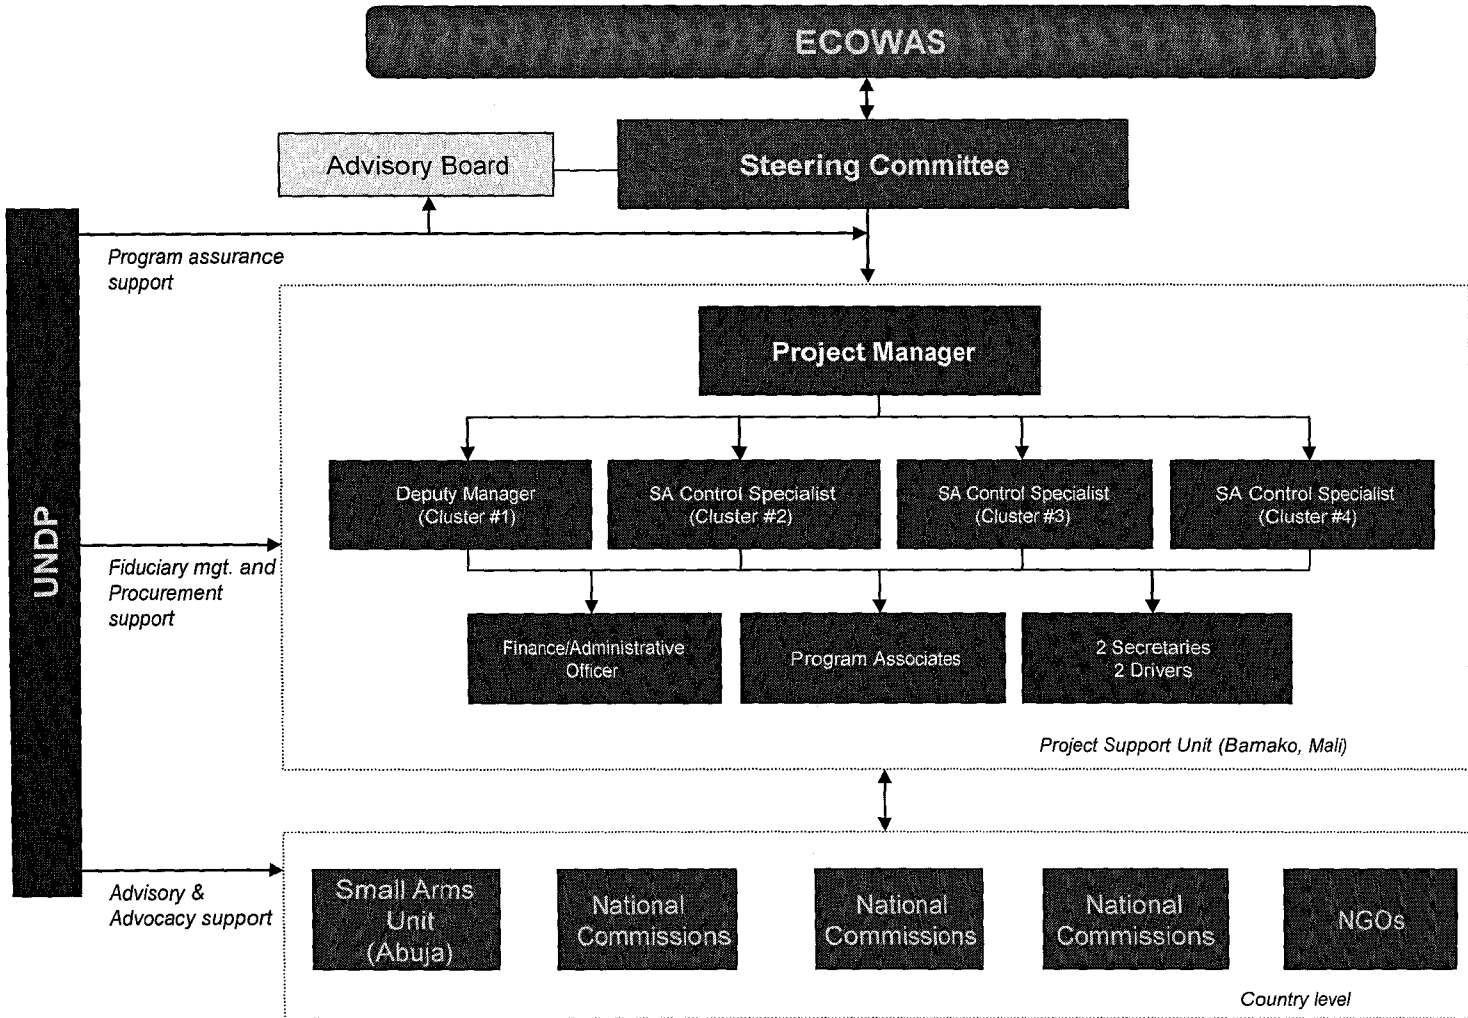 ECOWAS
Advisory Board
Steering Committee
Program assurance
support
Project Manager
Deputy Manager
(Cluster #1)
SA Control Specialist
(Cluster #2)
SA Control Specialist
(Cluster #3)
SA Control Specialist
(Cluster #4)
UNDP
Fiduciary mgt. and
Procurement
support
Finance/Administrative
Officer
Program Associates
2 Secretaries
2 Drivers
Project Support Unit (Bamako, Mali)
Advisory &
Advocacy support
Small Arms
Unit
(Abuja)
National
Commissions
National
Commissions
National
Commissions
NGOs
Country level